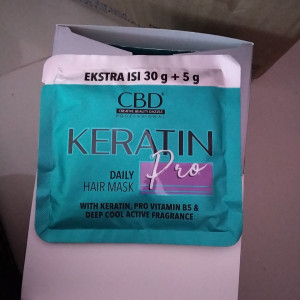 EKSTRA ISI 30 g + 5 g
CBD
PROFESSIONAL
KERATIN
Pro
DAILY
HAIR MASK
WITH KERATIN, PRO VITAMIN B5 &
DEEP COOL ACTIVE FRAGRANCE